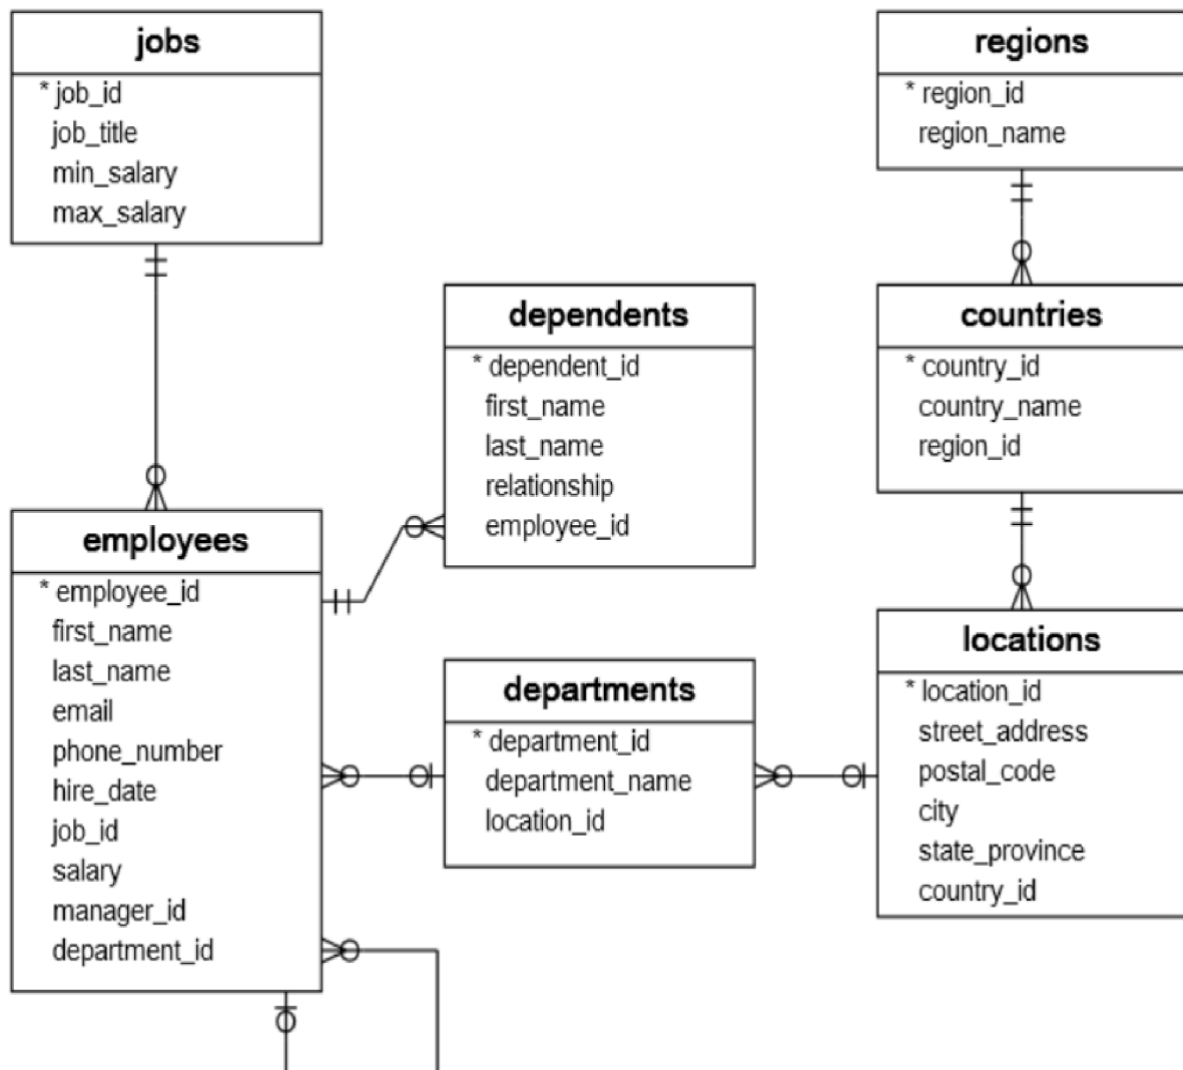 jobs
* job_id
job_title
min_salary
max_salary
regions
* region_id
region_name
dependents
* dependent_id
first_name
last_name
relationship
employee_id
countries
* country_id
country_name
region_id
employees
* employee_id
first_name
last_name
email
phone_number
hire_date
job_id
salary
manager_id
department_id
departments
* department_id
department_name
location_id
locations
* location_id
street_address
postal_code
city
state_province
country_id